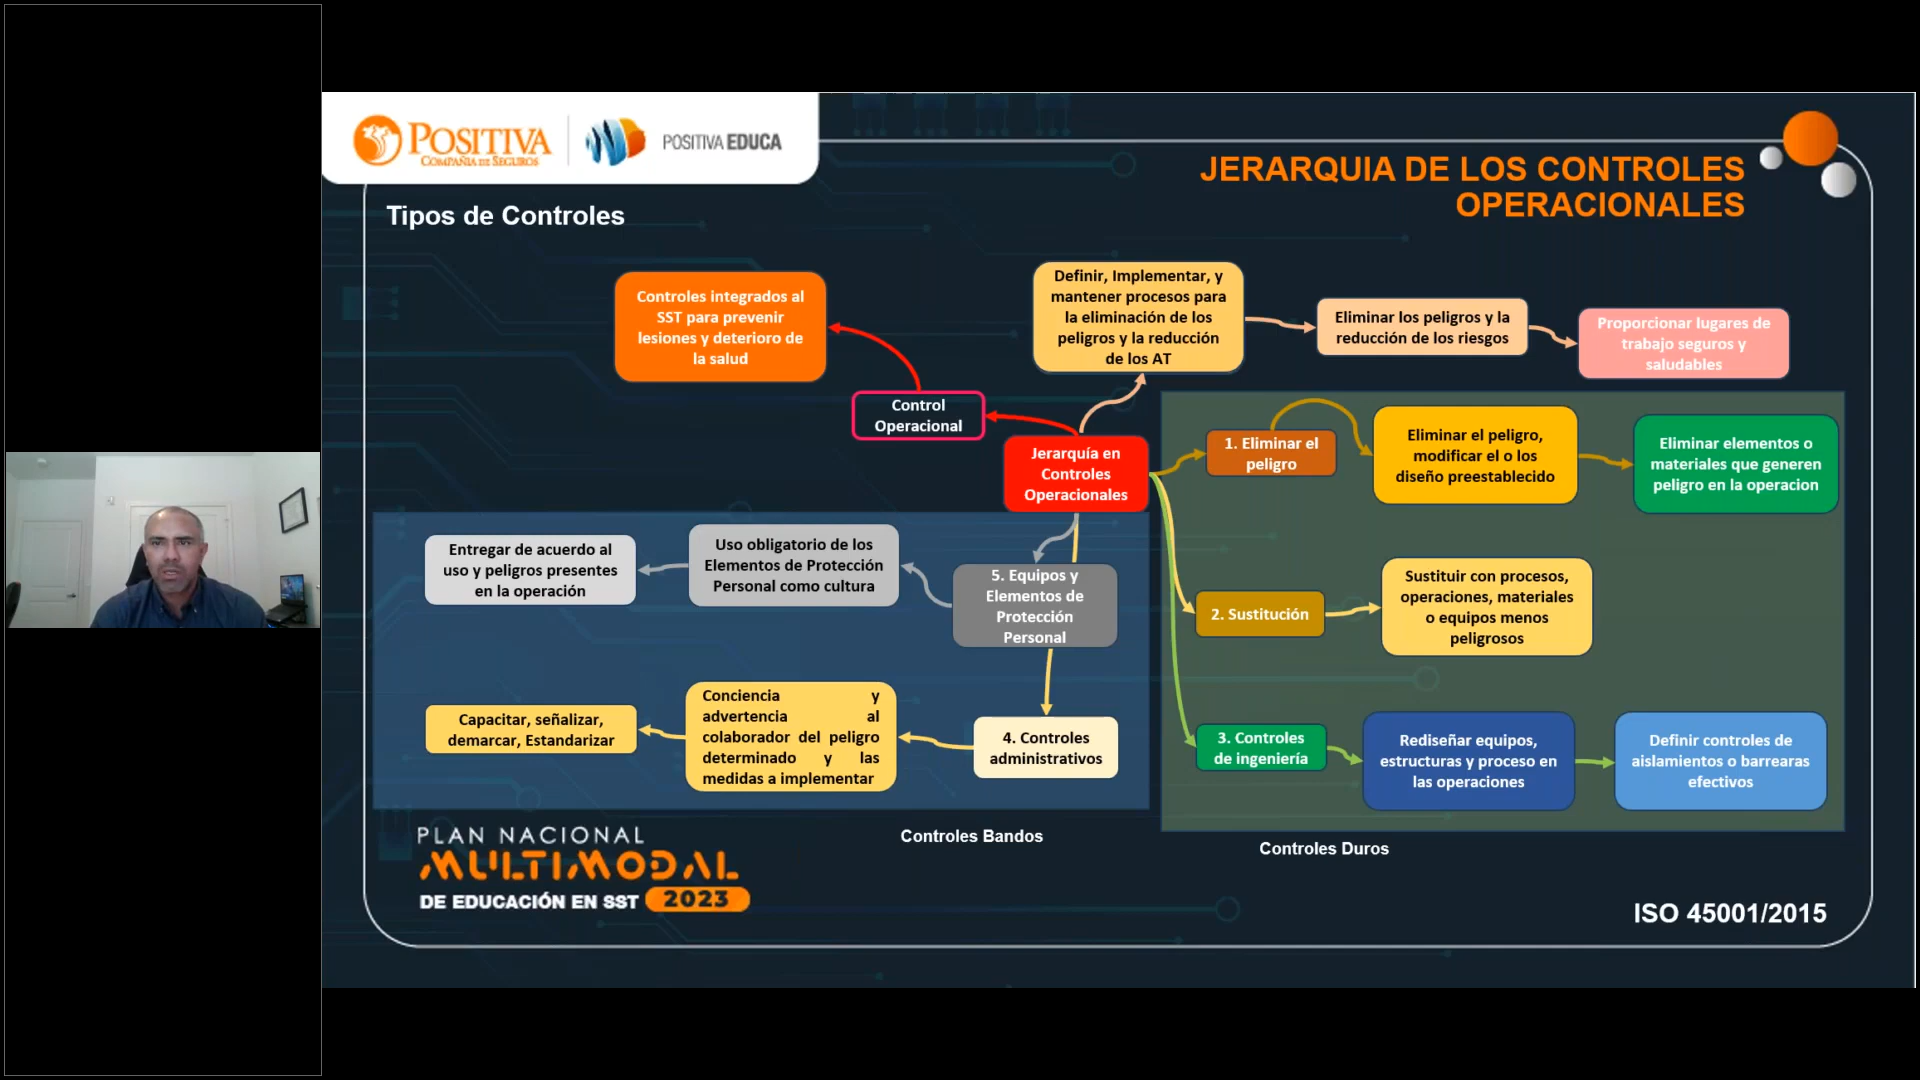 POSITIVA
COMPAÑIA DE SEGUROS
POSITIVA EDUCA
JERARQUIA DE LOS CONTROLES
OPERACIONALES
Tipos de Controles
Controles integrados al
SST para prevenir
lesiones y deterioro de
la salud
Definir, Implementar, y
mantener procesos para
la eliminación de los
peligros y la reducción
de los AT
Eliminar los peligros y la
reducción de los riesgos
Proporcionar lugares de
trabajo seguros y
saludables
Control
Operacional
Jerarquía en
Controles
Operacionales
1. Eliminar el
peligro
Eliminar el peligro,
modificar el o los
diseño preestablecido
Eliminar elementos o
materiales que generen
peligro en la operacion
Entregar de acuerdo al
uso y peligros presentes
en la operación
Uso obligatorio de los
Elementos de Protección
Personal como cultura
5. Equipos y
Elementos de
Protección
Personal
2. Sustitución
Sustituir con procesos,
operaciones, materiales
o equipos menos
peligrosos
Capacitar, señalizar,
demarcar, Estandarizar
Conciencia y
advertencia al
colaborador del peligro
determinado y las
medidas a implementar
4. Controles
administrativos
3. Controles
de ingeniería
Rediseñar equipos,
estructuras y proceso en
las operaciones
Definir controles de
aislamientos o barrearas
efectivos
Controles Bandos
Controles Duros
PLAN NACIONAL
MULTIMODAL
DE EDUCACIÓN EN SST 2023
ISO 45001/2015